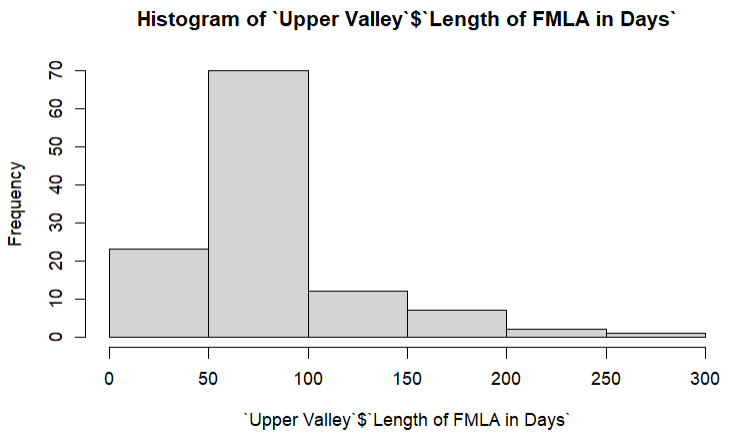 Histogram of `Upper Valley`$`Length of FMLA in Days`
Frequency
70
60
50
40
30
20
10
0
0 50 100 150 200 250 300
`Upper Valley`$`Length of FMLA in Days`